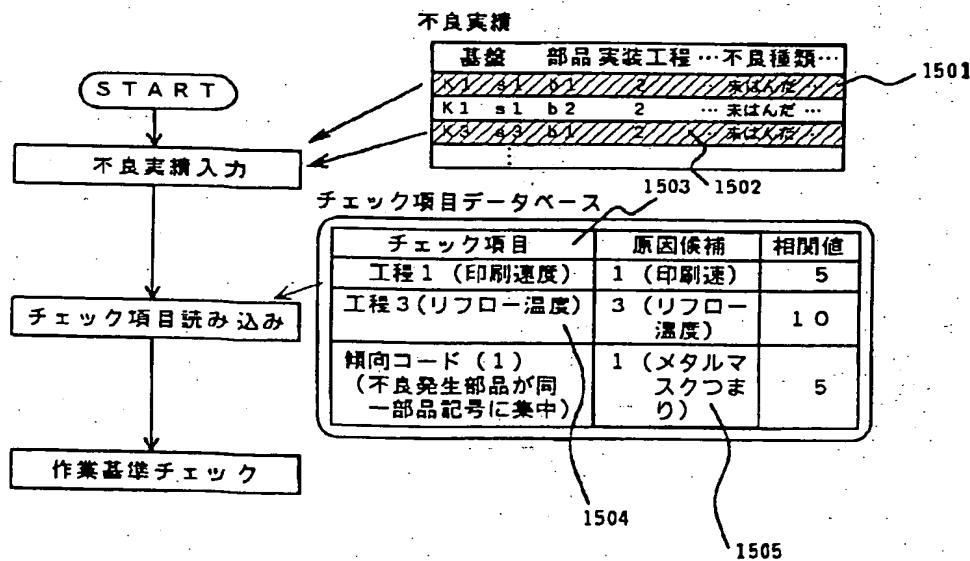 不良実績
基盤 部品 実装工程 … 不良種類 …
K1 s1 b1 2 … 未はんだ …
K1 s1 b2 2 … 未はんだ …
K3 s3 b1 2 … 未はんだ …
⋮
1501
1502
START
不良実績入力
チェック項目読み込み
作業基準チェック
チェック項目データベース
1503
チェック項目 原因候補 相関値
工程1(印刷速度) 1(印刷速) 5
工程3(リフロー温度) 3(リフロー
温度) 10
傾向コード(1) 1(メタルマ
(不良発生部品が同 スクつま 5
一部品記号に集中) り)
1504
1505